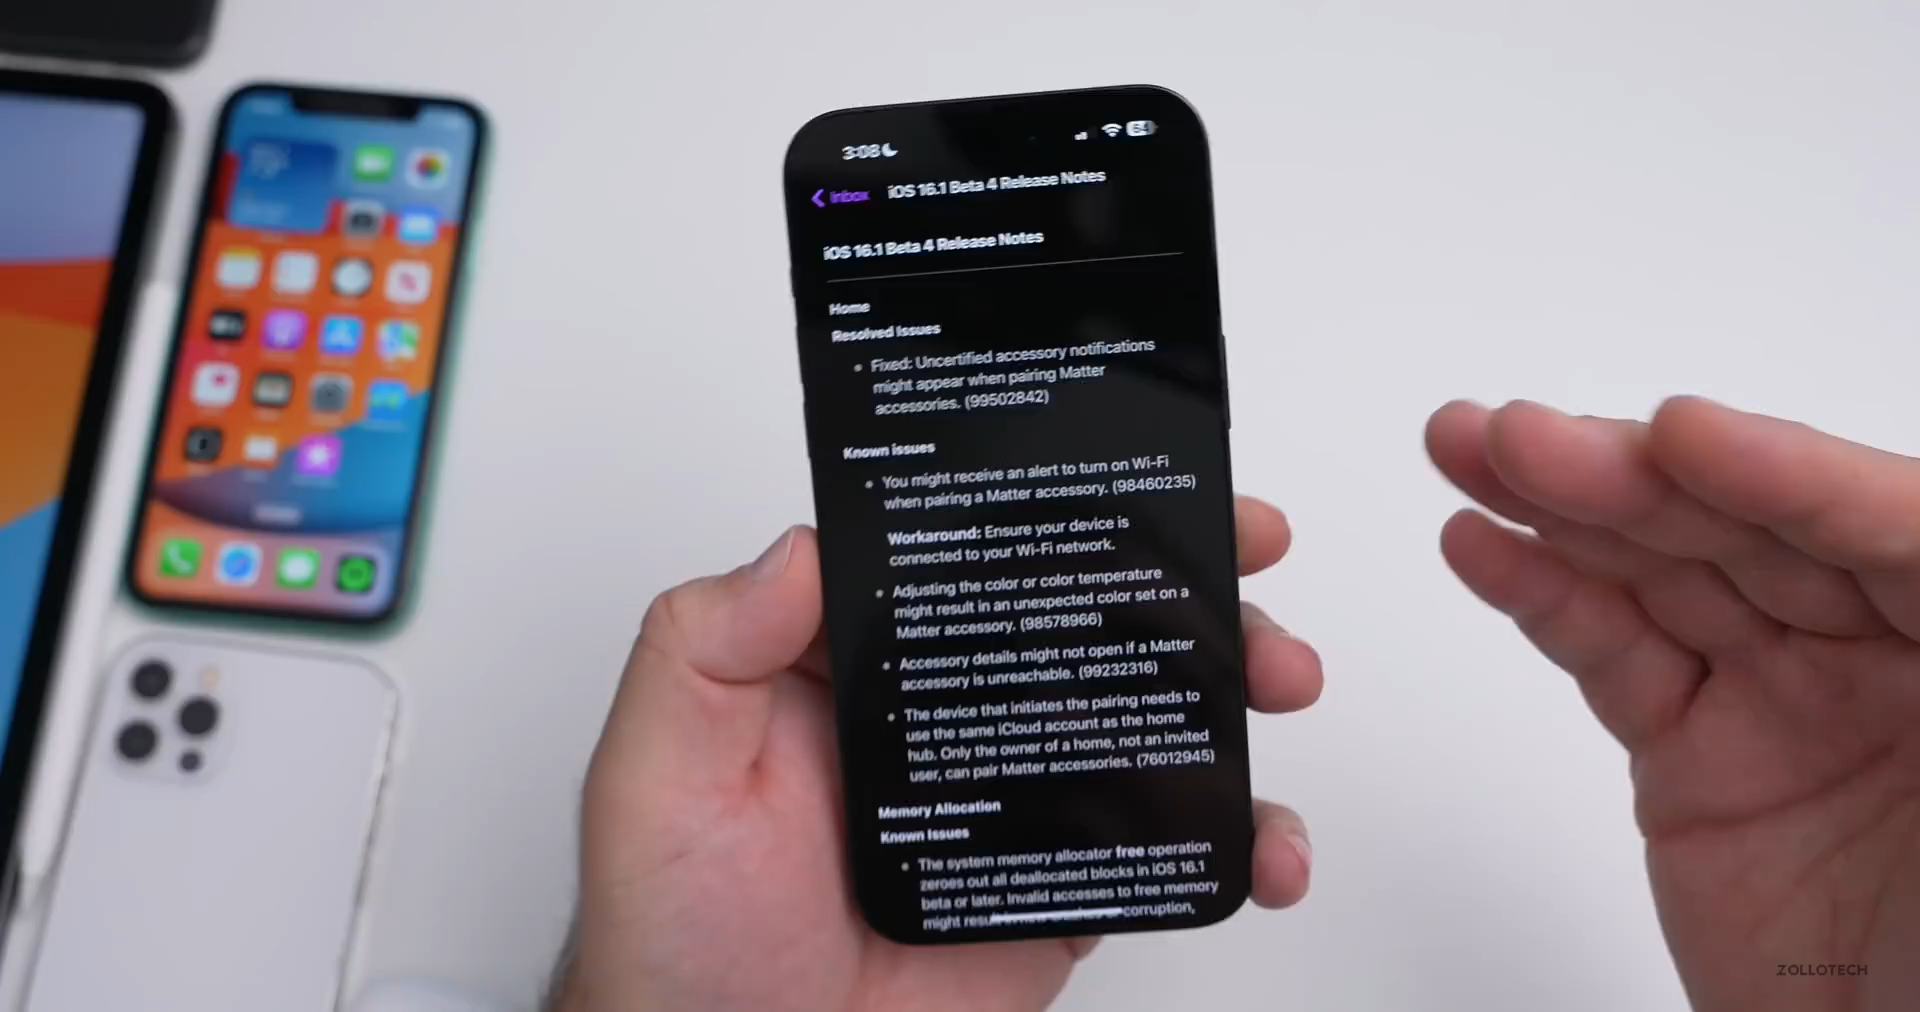 3:08
64
Inbox
iOS 16.1 Beta 4 Release Notes
iOS 16.1 Beta 4 Release Notes
Home
Resolved Issues
• Fixed: Uncertified accessory notifications
might appear when pairing Matter
accessories. (99502842)
Known issues
• You might receive an alert to turn on Wi-Fi
when pairing a Matter accessory. (98460235)
Workaround: Ensure your device is
connected to your Wi-Fi network.
• Adjusting the color or color temperature
might result in an unexpected color set on a
Matter accessory. (98578966)
• Accessory details might not open if a Matter
accessory is unreachable. (99232316)
• The device that initiates the pairing needs to
use the same iCloud account as the home
hub. Only the owner of a home, not an invited
user, can pair Matter accessories. (76012945)
Memory Allocation
Known Issues
• The system memory allocator free operation
zeroes out all deallocated blocks in iOS 16.1
beta or later. Invalid accesses to free memory
might result corruption,
ZOLLOTECH